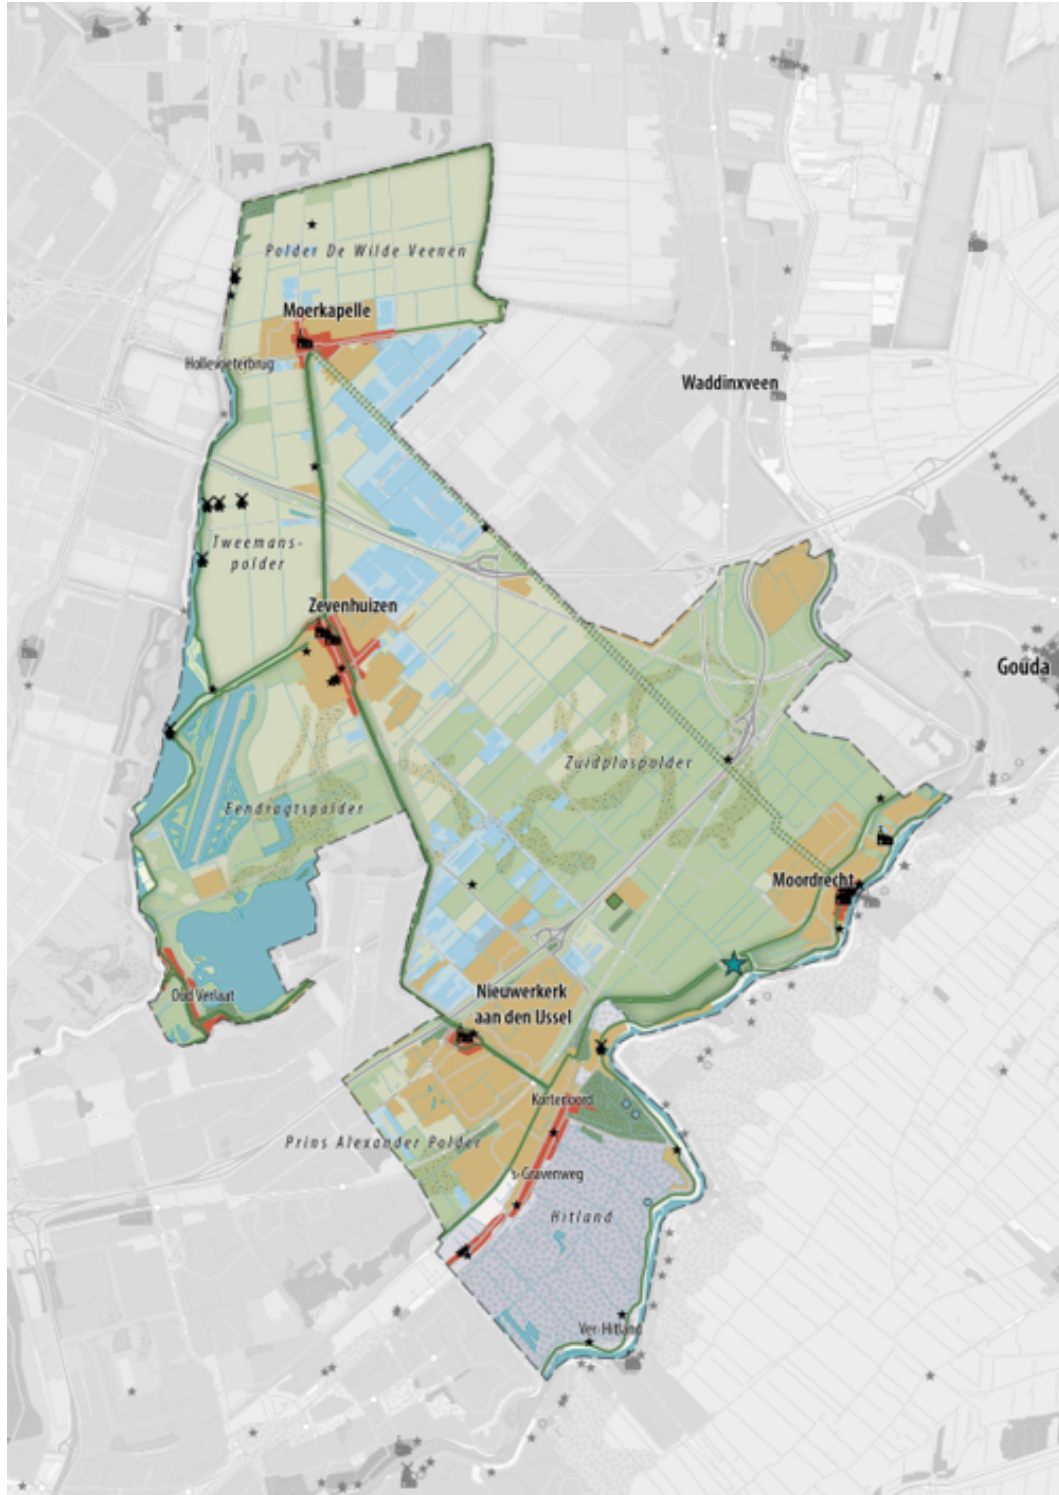 Polder De Wilde Veenen
Moerkapelle
Hollevoeterbrug
Waddinxveen
Tweemans-
polder
Zevenhuizen
Gouda
Zuidplaspolder
Eendragtspolder
Moordrecht
Oud Verlaat
Nieuwerkerk
aan den IJssel
Kortenoord
Prins Alexander Polder
's-Gravenweg
Hitland
Ver-Hitland